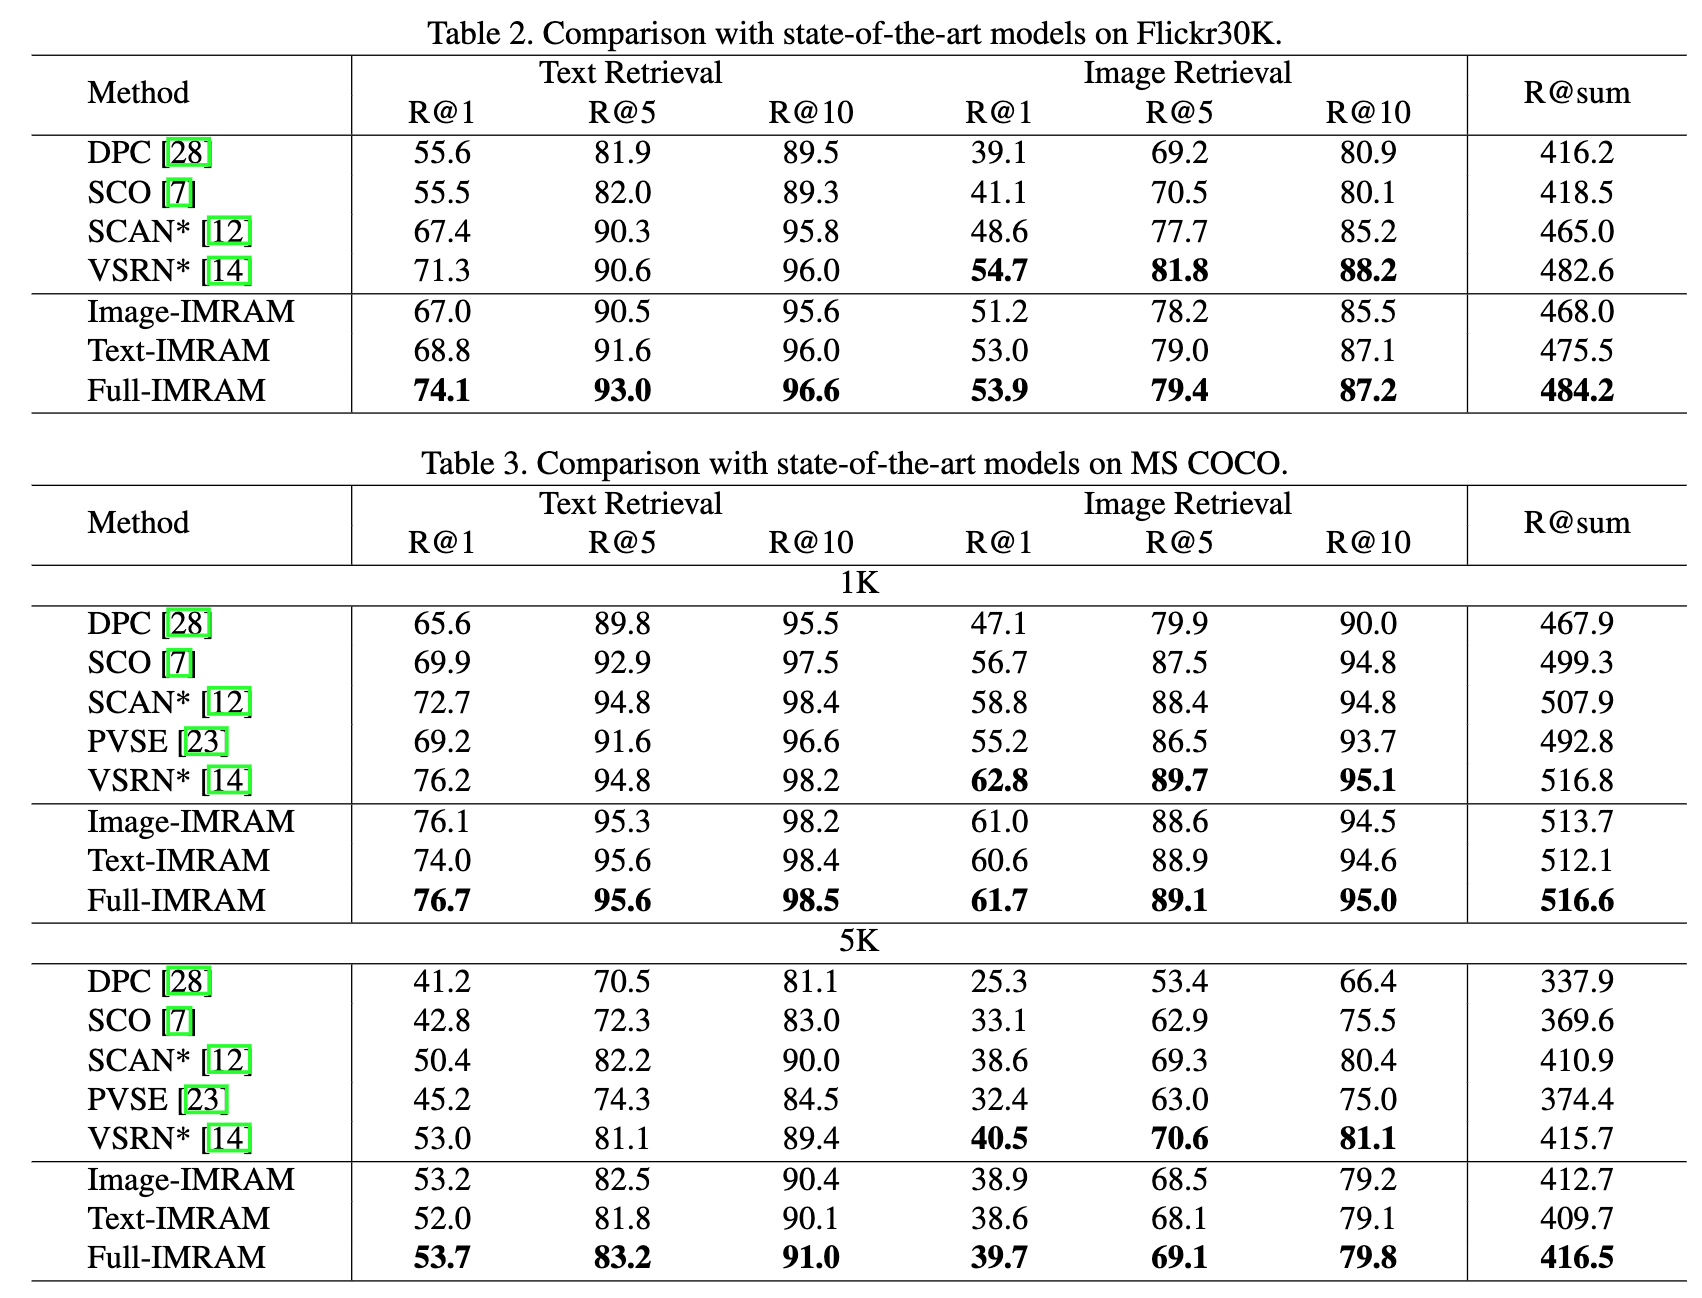 Table 2. Comparison with state-of-the-art models on Flickr30K.
Method Text Retrieval Image Retrieval R@sum
R@1 R@5 R@10 R@1 R@5 R@10
DPC [28] 55.6 81.9 89.5 39.1 69.2 80.9 416.2
SCO [7] 55.5 82.0 89.3 41.1 70.5 80.1 418.5
SCAN* [12] 67.4 90.3 95.8 48.6 77.7 85.2 465.0
VSRN* [14] 71.3 90.6 96.0 54.7 81.8 88.2 482.6
Image-IMRAM 67.0 90.5 95.6 51.2 78.2 85.5 468.0
Text-IMRAM 68.8 91.6 96.0 53.0 79.0 87.1 475.5
Full-IMRAM 74.1 93.0 96.6 53.9 79.4 87.2 484.2
Table 3. Comparison with state-of-the-art models on MS COCO.
Method Text Retrieval Image Retrieval R@sum
R@1 R@5 R@10 R@1 R@5 R@10
1K
DPC [28] 65.6 89.8 95.5 47.1 79.9 90.0 467.9
SCO [7] 69.9 92.9 97.5 56.7 87.5 94.8 499.3
SCAN* [12] 72.7 94.8 98.4 58.8 88.4 94.8 507.9
PVSE [23] 69.2 91.6 96.6 55.2 86.5 93.7 492.8
VSRN* [14] 76.2 94.8 98.2 62.8 89.7 95.1 516.8
Image-IMRAM 76.1 95.3 98.2 61.0 88.6 94.5 513.7
Text-IMRAM 74.0 95.6 98.4 60.6 88.9 94.6 512.1
Full-IMRAM 76.7 95.6 98.5 61.7 89.1 95.0 516.6
5K
DPC [28] 41.2 70.5 81.1 25.3 53.4 66.4 337.9
SCO [7] 42.8 72.3 83.0 33.1 62.9 75.5 369.6
SCAN* [12] 50.4 82.2 90.0 38.6 69.3 80.4 410.9
PVSE [23] 45.2 74.3 84.5 32.4 63.0 75.0 374.4
VSRN* [14] 53.0 81.1 89.4 40.5 70.6 81.1 415.7
Image-IMRAM 53.2 82.5 90.4 38.9 68.5 79.2 412.7
Text-IMRAM 52.0 81.8 90.1 38.6 68.1 79.1 409.7
Full-IMRAM 53.7 83.2 91.0 39.7 69.1 79.8 416.5